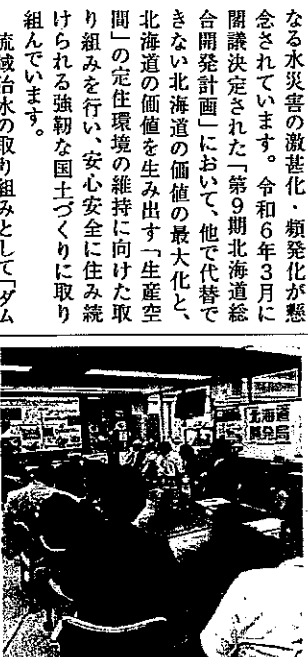 なる水災害の激甚化・頻発化が懸
念されています。令和6年3月に
閣議決定された「第9期北海道総
合開発計画」において、他で代替で
きない北海道の価値の最大化と、
北海道の価値を生み出す「生産空
間」の定住環境の維持に向けた取
り組みを行い、安心安全に住み続
けられる強靭な国土づくりに取り
組んでいます。
流域治水の取り組みとして「ダム
北海道
開発局